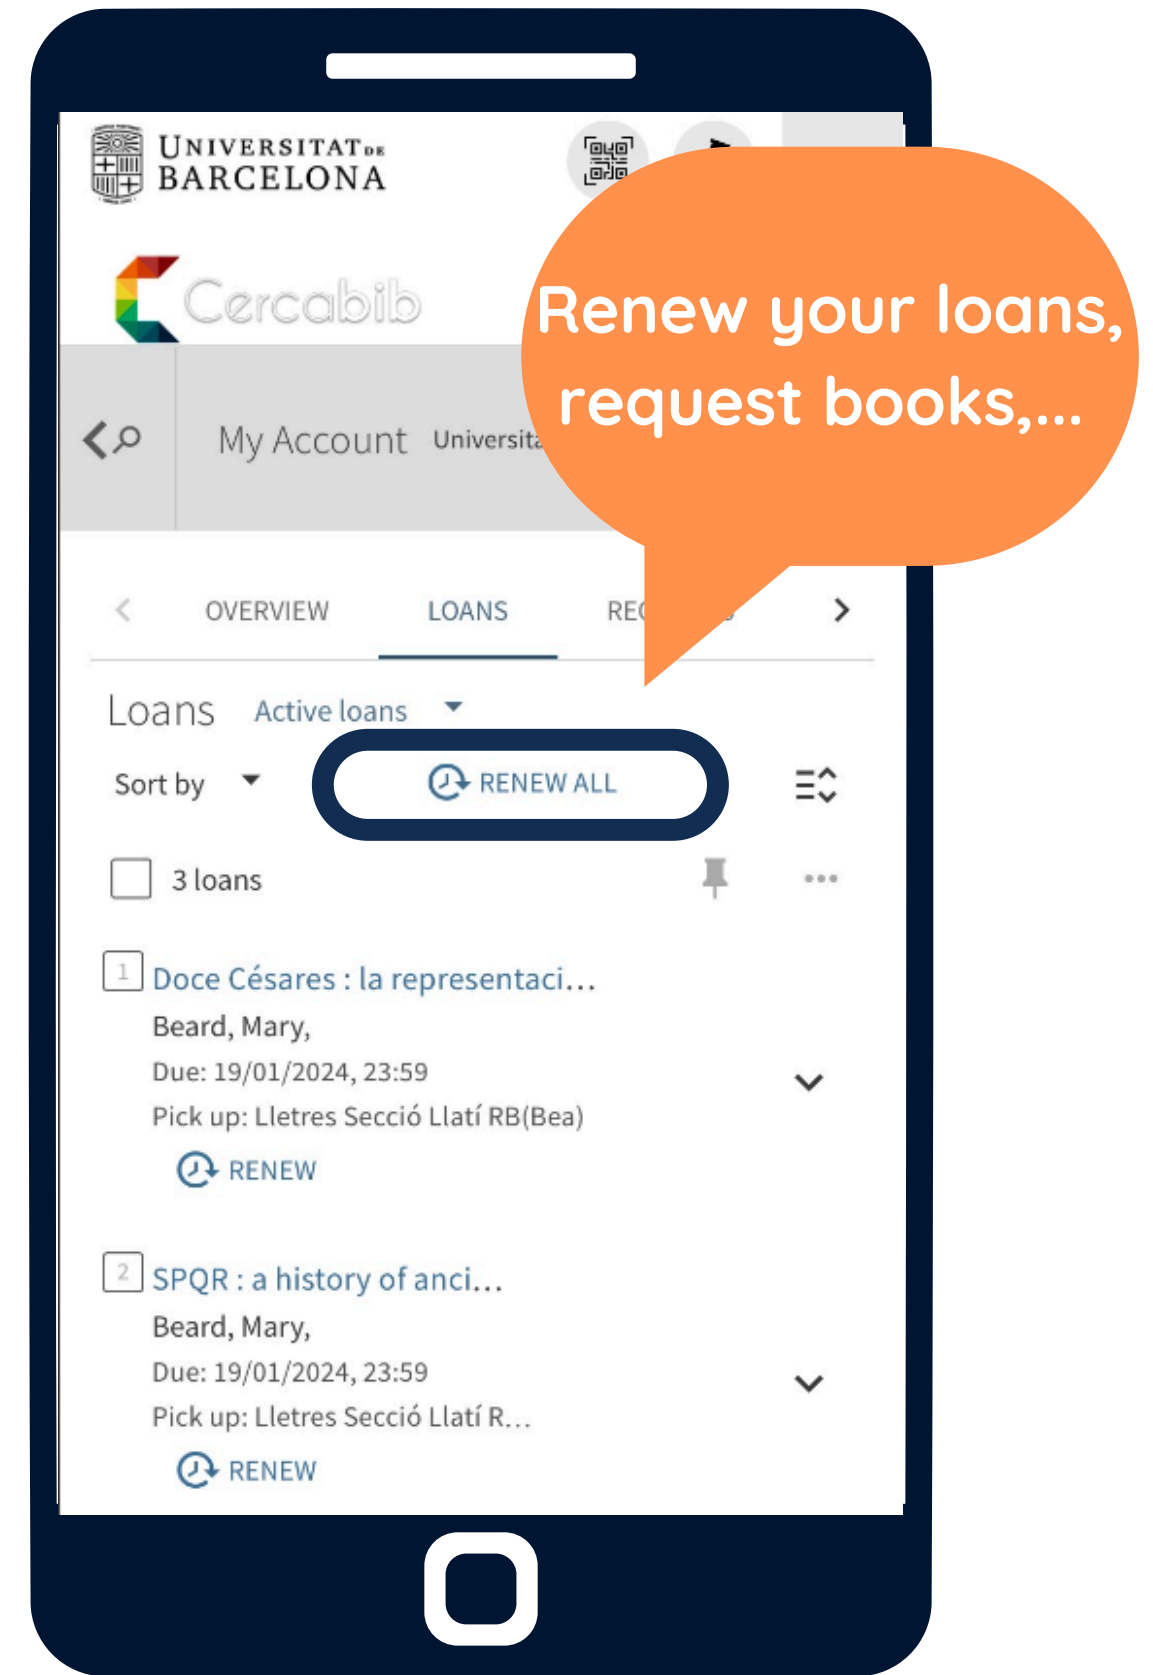 UNIVERSITAT DE
BARCELONA
Cercabib
Renew your loans,
request books,...
My Account
OVERVIEW LOANS
Loans Active loans
Sort by RENEW ALL
3 loans
1 Doce Césares : la representaci...
Beard, Mary,
Due: 19/01/2024, 23:59
Pick up: Lletres Secció Llatí RB(Bea)
RENEW
2 SPQR : a history of anci...
Beard, Mary,
Due: 19/01/2024, 23:59
Pick up: Lletres Secció Llatí R...
RENEW